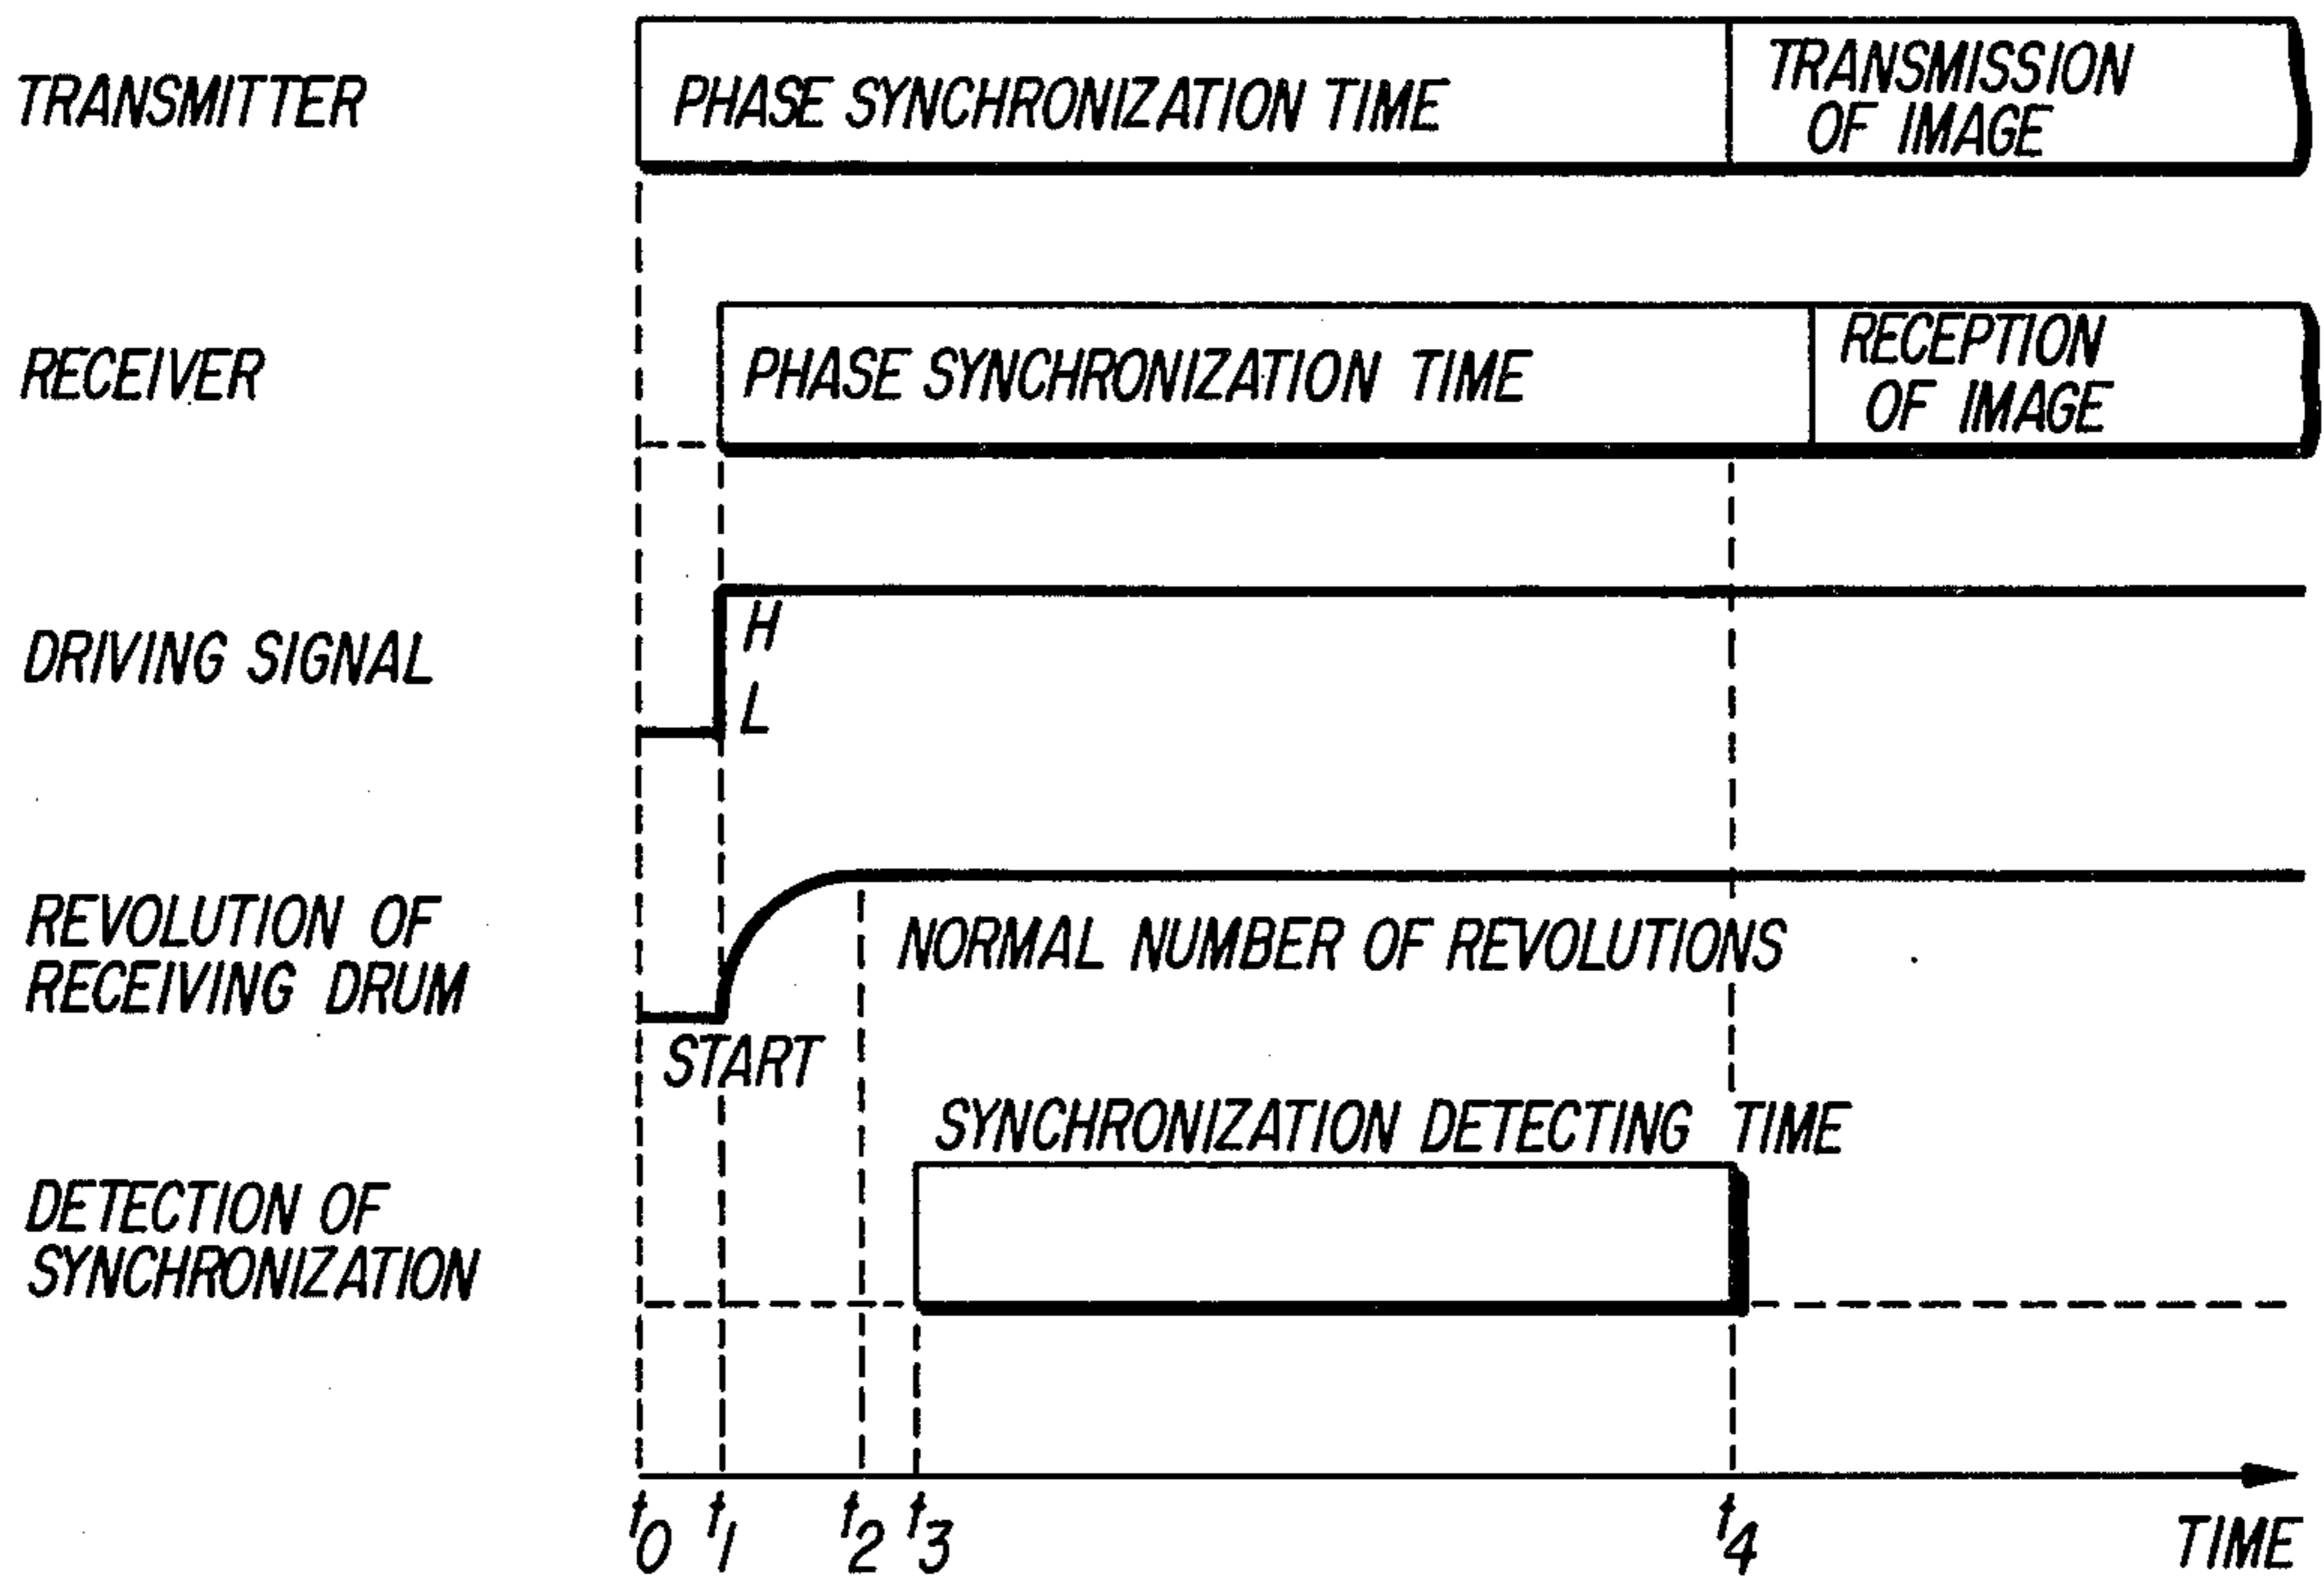 TRANSMITTER
PHASE SYNCHRONIZATION TIME
TRANSMISSION
OF IMAGE
RECEIVER
PHASE SYNCHRONIZATION TIME
RECEPTION
OF IMAGE
DRIVING SIGNAL
H
L
REVOLUTION OF
RECEIVING DRUM
NORMAL NUMBER OF REVOLUTIONS
START
SYNCHRONIZATION DETECTING TIME
DETECTION OF
SYNCHRONIZATION
t0 t1 t2 t3 t4 TIME